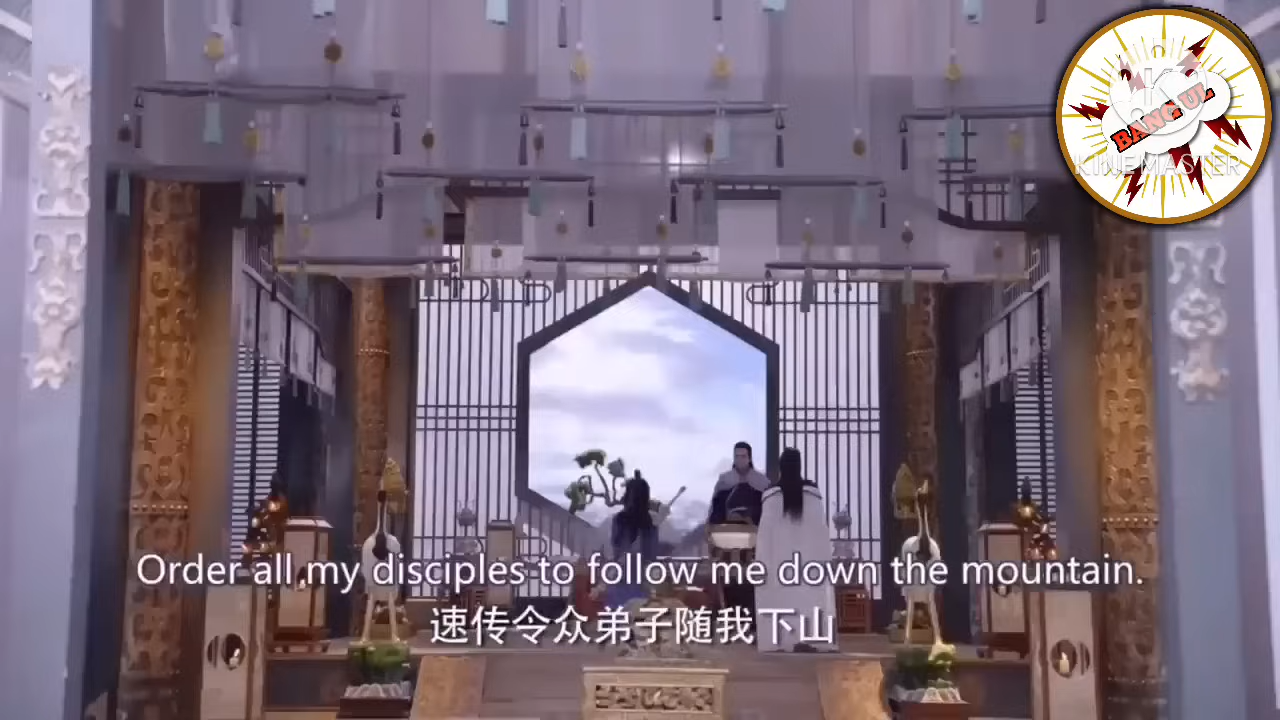 BANG UL
KINEMASTER
Order all my disciples to follow me down the mountain.
速传令众弟子随我下山